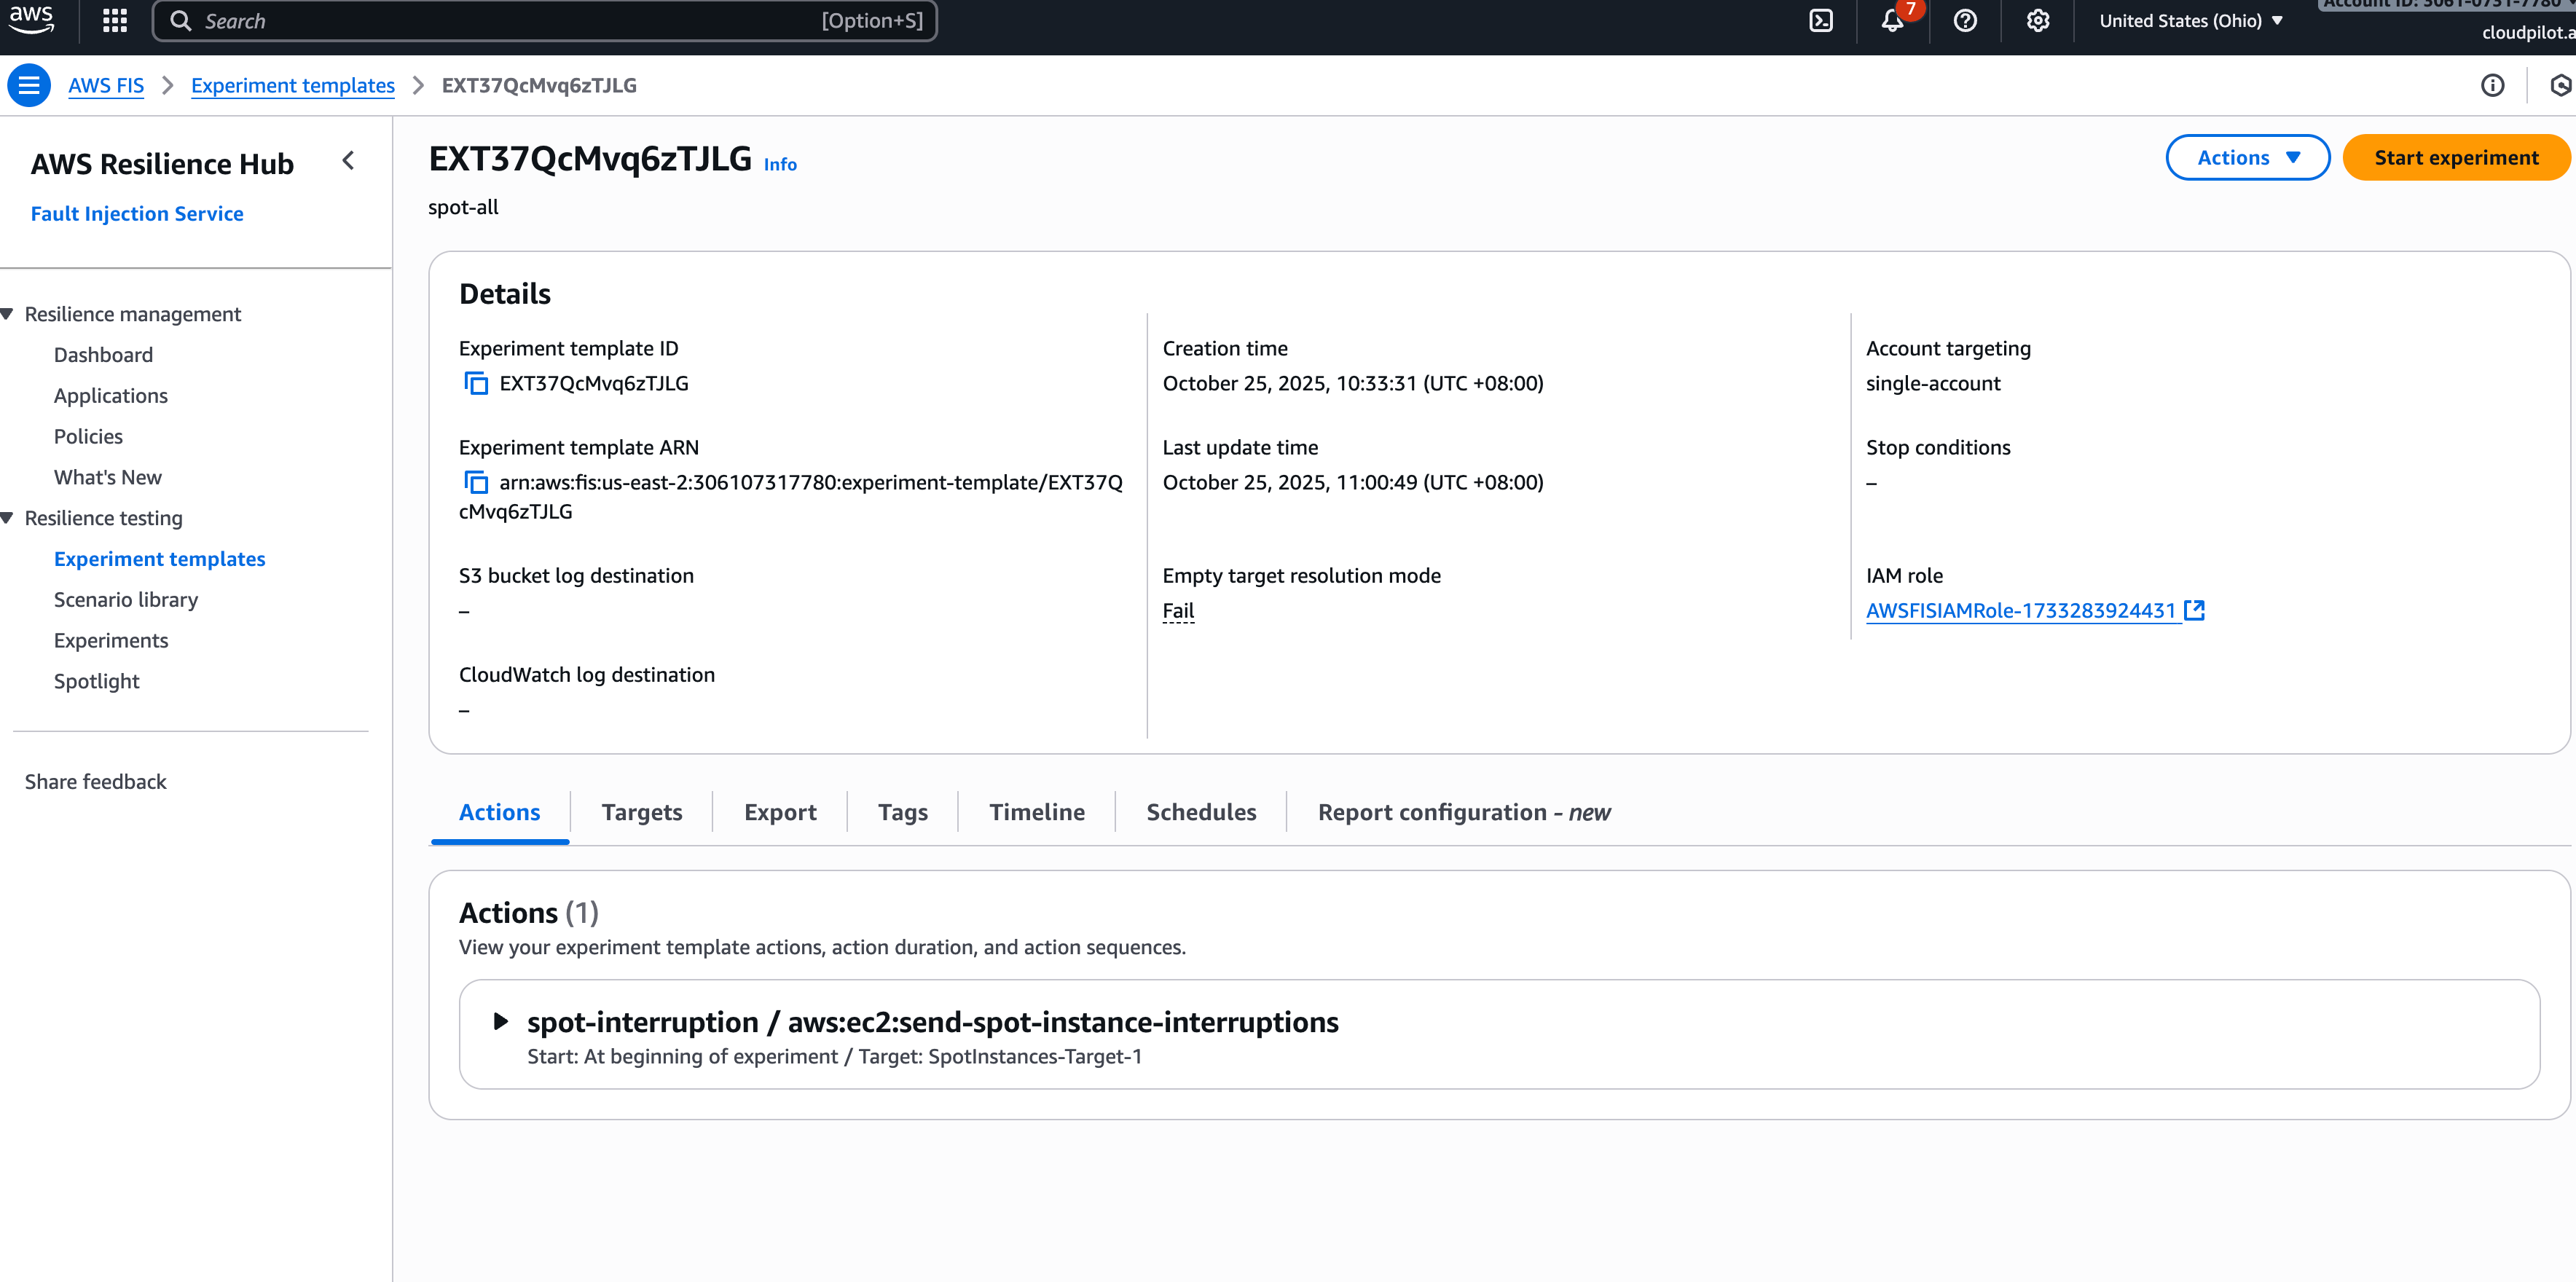 aws
Search
[Option+S]
7
United States (Ohio)
Account ID: 3061-0731-7780
cloudpilot.a
AWS FIS
Experiment templates
EXT37QcMvq6zTJLG
AWS Resilience Hub
Fault Injection Service
Resilience management
Dashboard
Applications
Policies
What's New
Resilience testing
Experiment templates
Scenario library
Experiments
Spotlight
Share feedback
EXT37QcMvq6zTJLG Info
Actions
Start experiment
spot-all
Details
Experiment template ID
EXT37QcMvq6zTJLG
Experiment template ARN
arn:aws:fis:us-east-2:306107317780:experiment-template/EXT37Q
cMvq6zTJLG
S3 bucket log destination
–
CloudWatch log destination
–
Creation time
October 25, 2025, 10:33:31 (UTC +08:00)
Last update time
October 25, 2025, 11:00:49 (UTC +08:00)
Empty target resolution mode
Fail
Account targeting
single-account
Stop conditions
–
IAM role
AWSFISIAMRole-1733283924431
Actions
Targets
Export
Tags
Timeline
Schedules
Report configuration - new
Actions (1)
View your experiment template actions, action duration, and action sequences.
spot-interruption / aws:ec2:send-spot-instance-interruptions
Start: At beginning of experiment / Target: SpotInstances-Target-1